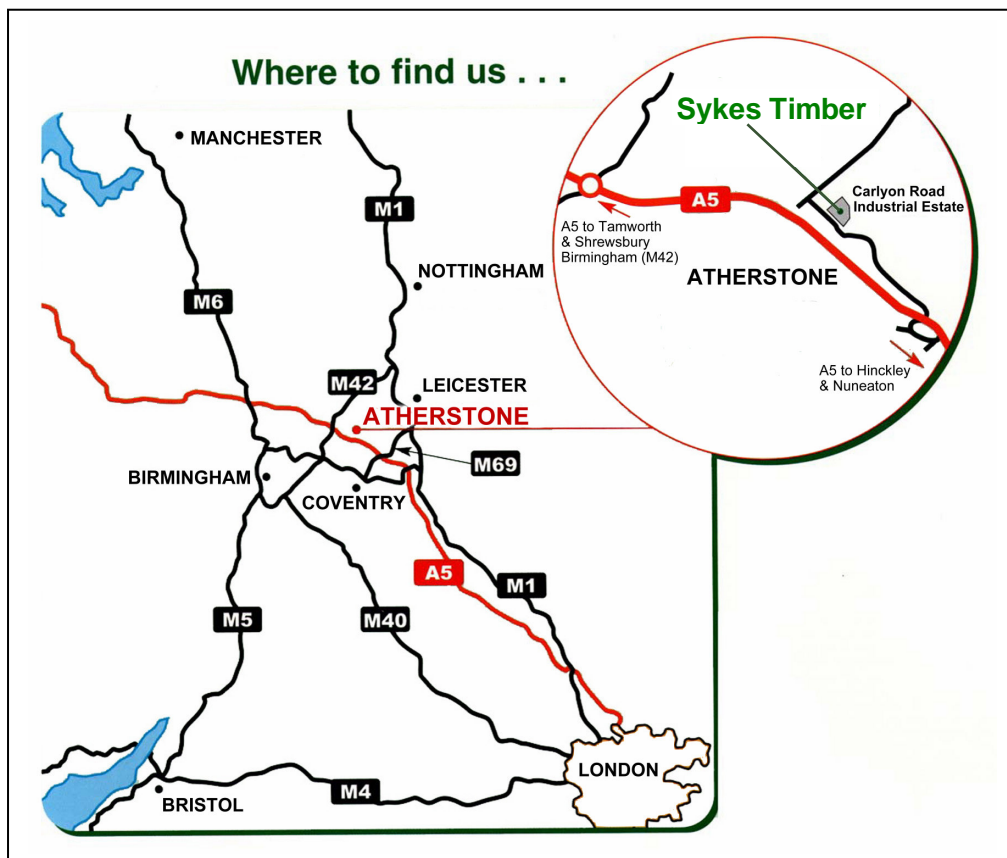 Where to find us . . .
MANCHESTER
M1
NOTTINGHAM
M6
M42
LEICESTER
ATHERSTONE
M69
BIRMINGHAM
COVENTRY
A5
M1
M5
M40
LONDON
M4
BRISTOL
Sykes Timber
Carlyon Road
Industrial Estate
A5
A5 to Tamworth
& Shrewsbury
Birmingham (M42)
ATHERSTONE
A5 to Hinckley
& Nuneaton